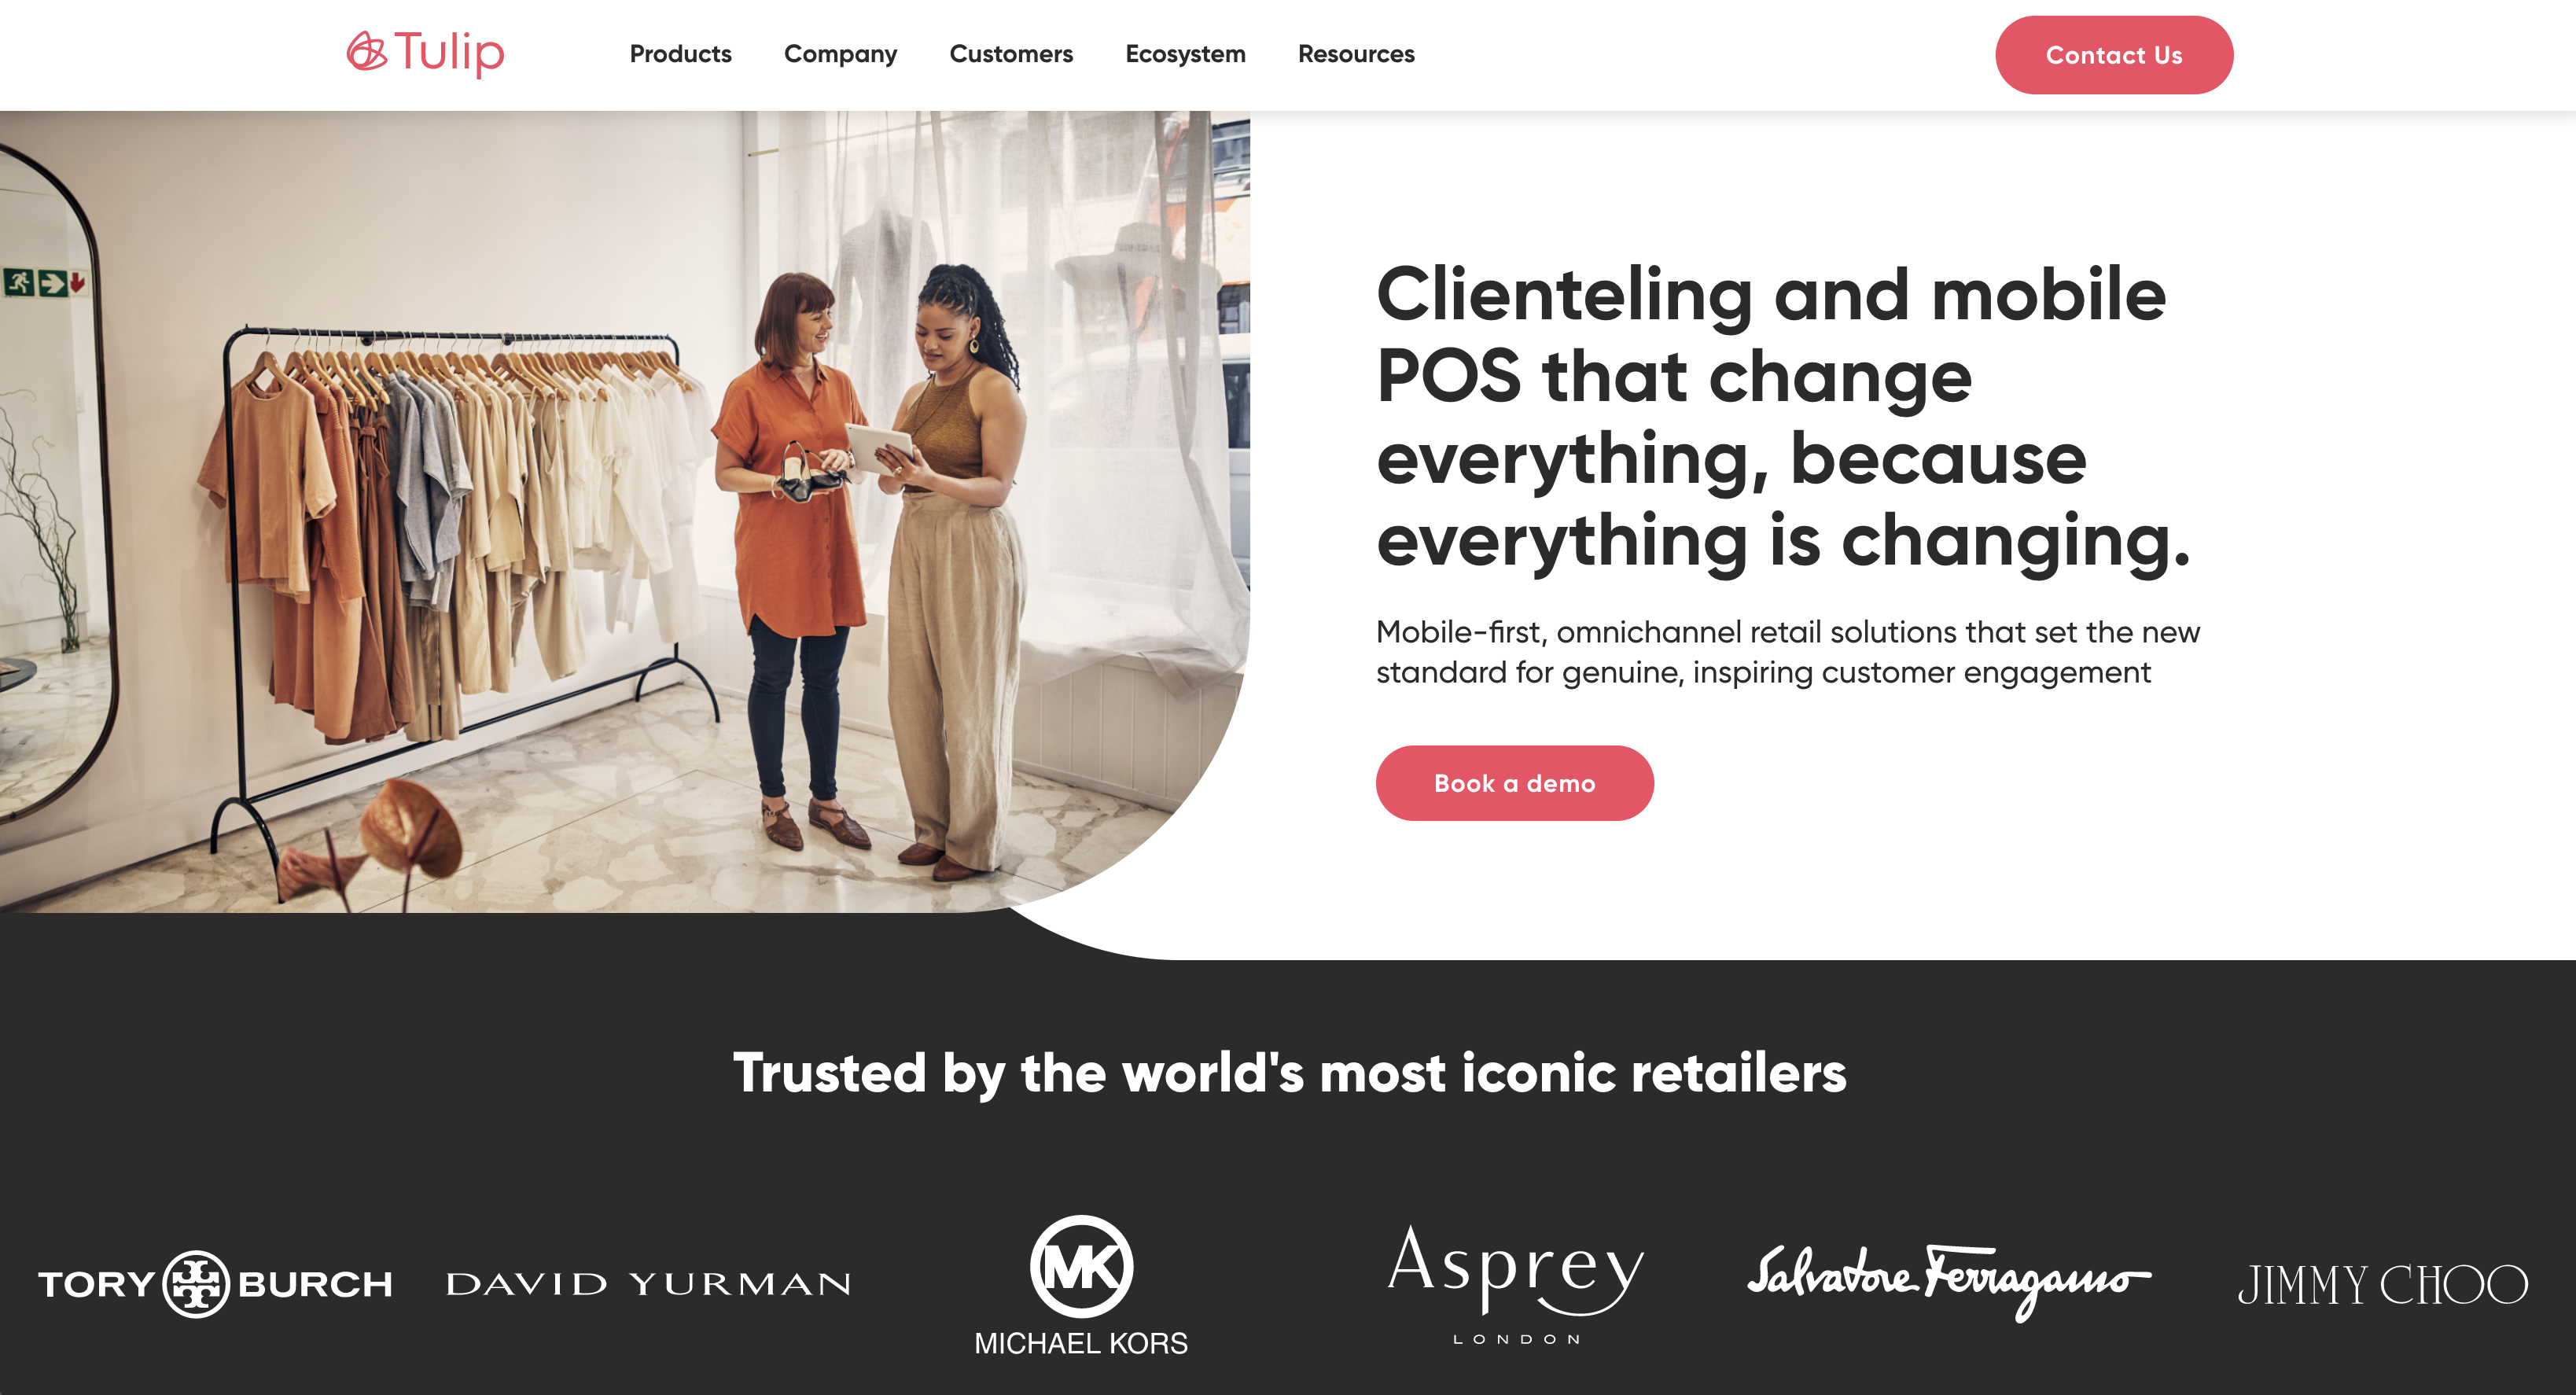 Tulip
Products
Company
Customers
Ecosystem
Resources
Contact Us
Clienteling and mobile
POS that change
everything, because
everything is changing.
Mobile-first, omnichannel retail solutions that set the new
standard for genuine, inspiring customer engagement
Book a demo
Trusted by the world's most iconic retailers
TORY BURCH
DAVID YURMAN
MK
MICHAEL KORS
Asprey
LONDON
Salvatore Ferragamo
JIMMY CHOO